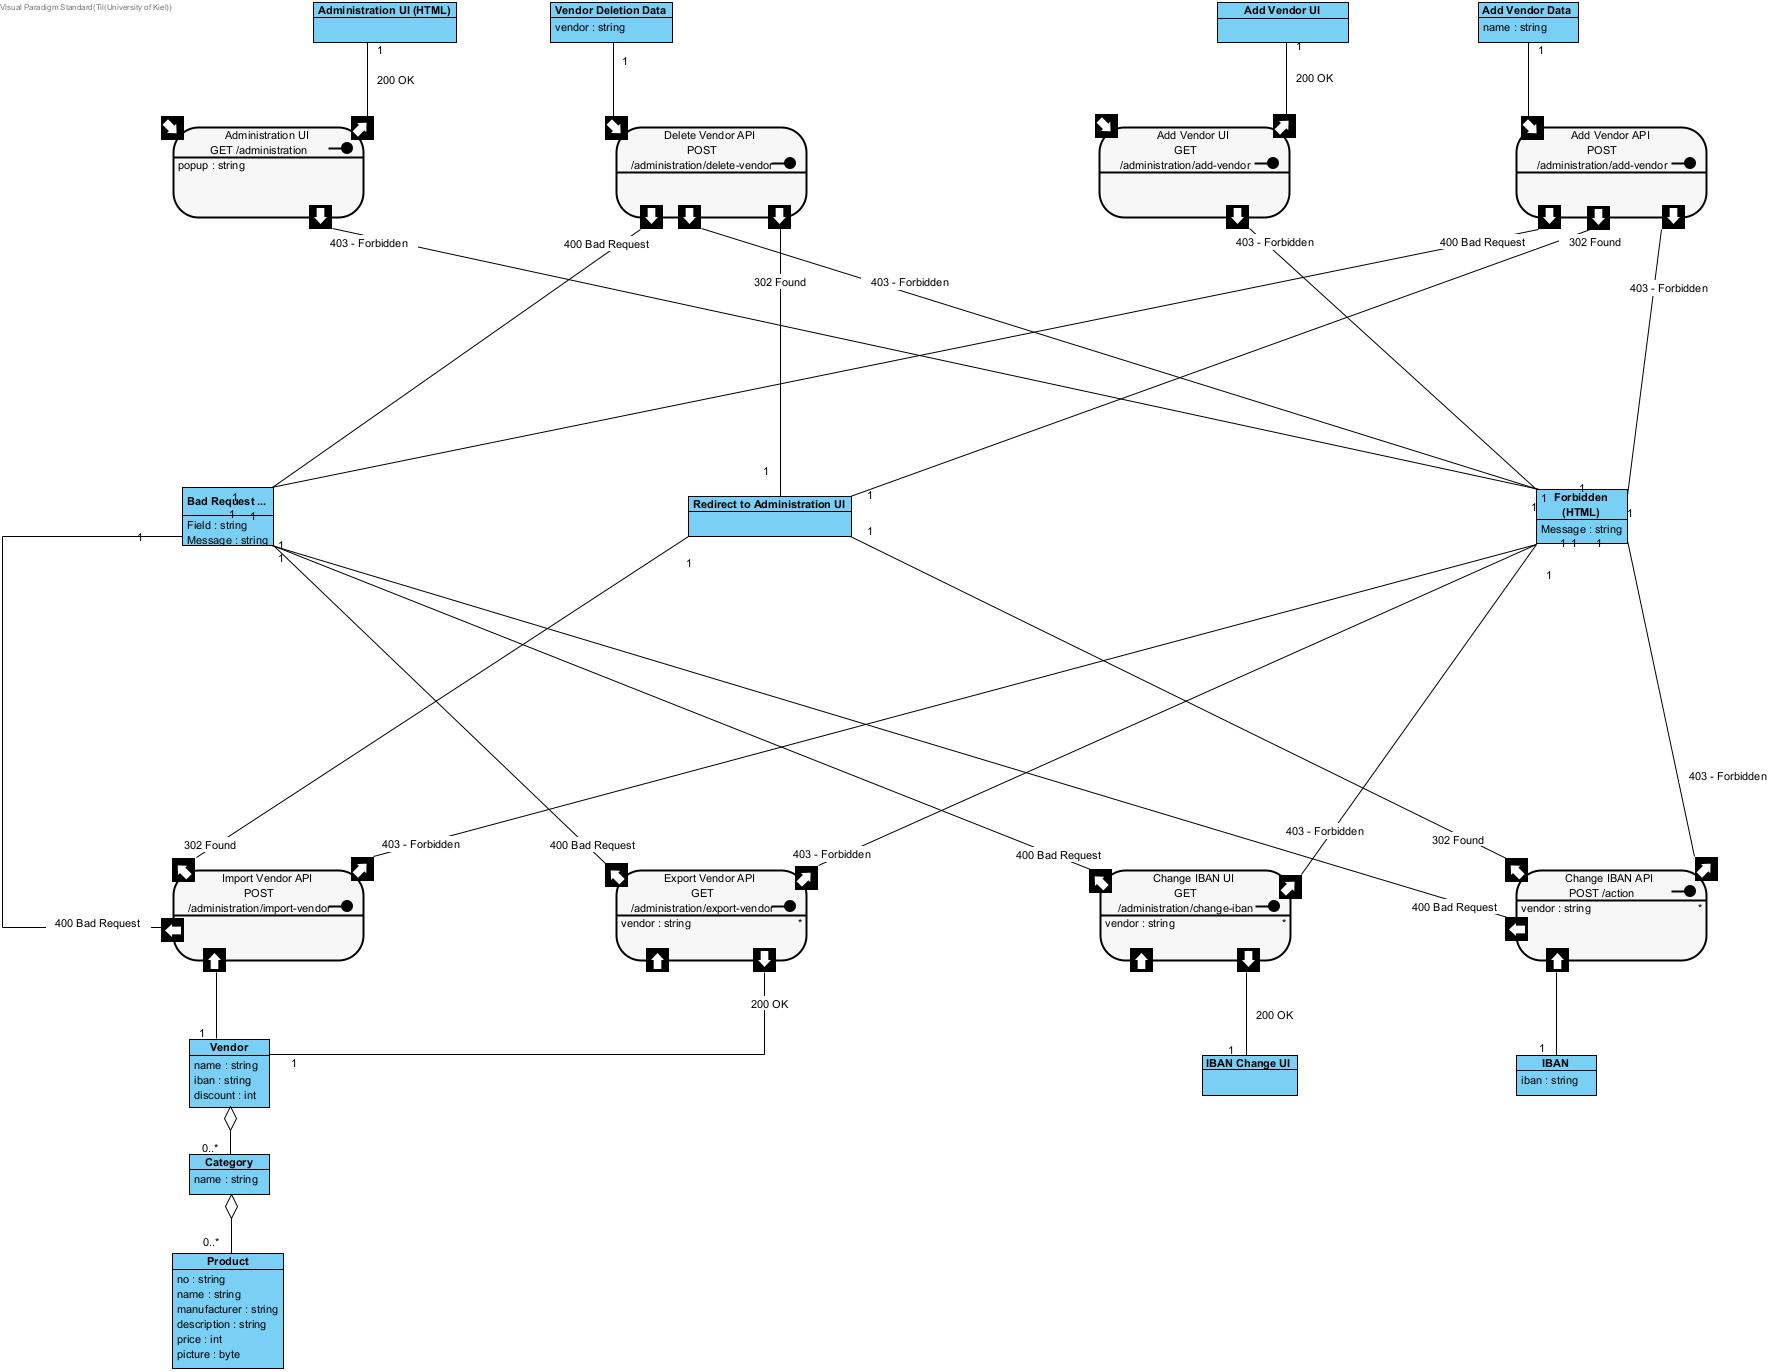 Visual Paradigm Standard(Til(University of Kiel))
Administration UI (HTML)
Vendor Deletion Data
vendor : string
Add Vendor UI
Add Vendor Data
name : string
1
200 OK
1
1
200 OK
1
Administration UI
GET /administration
popup : string
Delete Vendor API
POST
/administration/delete-vendor
Add Vendor UI
GET
/administration/add-vendor
Add Vendor API
POST
/administration/add-vendor
403 - Forbidden
400 Bad Request
302 Found
403 - Forbidden
403 - Forbidden
400 Bad Request
302 Found
403 - Forbidden
1
1
1
1
1
Bad Request ...
Field : string
Message : string
1
1
1
1
Redirect to Administration UI
1
1
1
1
1
1
Forbidden
(HTML)
Message : string
1
1
1
1
403 - Forbidden
302 Found
403 - Forbidden
400 Bad Request
403 - Forbidden
400 Bad Request
403 - Forbidden
302 Found
400 Bad Request
400 Bad Request
Import Vendor API
POST
/administration/import-vendor
Export Vendor API
GET
/administration/export-vendor
vendor : string *
Change IBAN UI
GET
/administration/change-iban
vendor : string *
Change IBAN API
POST /action
vendor : string *
200 OK
200 OK
1
1
1
1
Vendor
name : string
iban : string
discount : int
IBAN Change UI
IBAN
iban : string
0..*
Category
name : string
0..*
Product
no : string
name : string
manufacturer : string
description : string
price : int
picture : byte